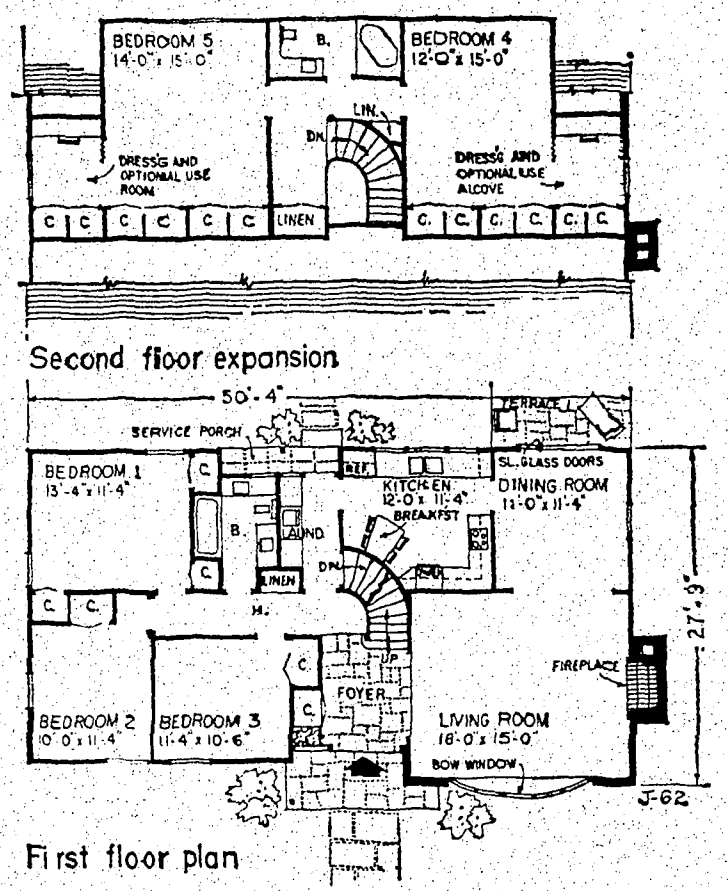 BEDROOM 5
14'-0" x 15'-0"
B.
BEDROOM 4
12'-0" x 15'-0"
LIN.
DN.
DRESS'G AND
OPTIONAL USE
ROOM
DRESS'G AND
OPTIONAL USE
ALCOVE
C C C C C C LINEN C. C. C. C. C. C.
Second floor expansion
50'-4"
TERRACE
SERVICE PORCH
BEDROOM 1
13'-4" x 11'-4"
C.
REF.
KITCHEN
12'-0 x 11'-4"
BREAKFST
SL. GLASS DOORS
DINING ROOM
11'-0" x 11'-4"
B.
LAUND.
DN.
C.
LINEN
C. C.
H.
UP
27'-9"
C.
FIREPLACE
FOYER
C.
BEDROOM 2
10'-0" x 11'-4"
BEDROOM 3
11'-4" x 10'-6"
LIVING ROOM
18'-0" x 15'-0"
BOW WINDOW
J-62
First floor plan